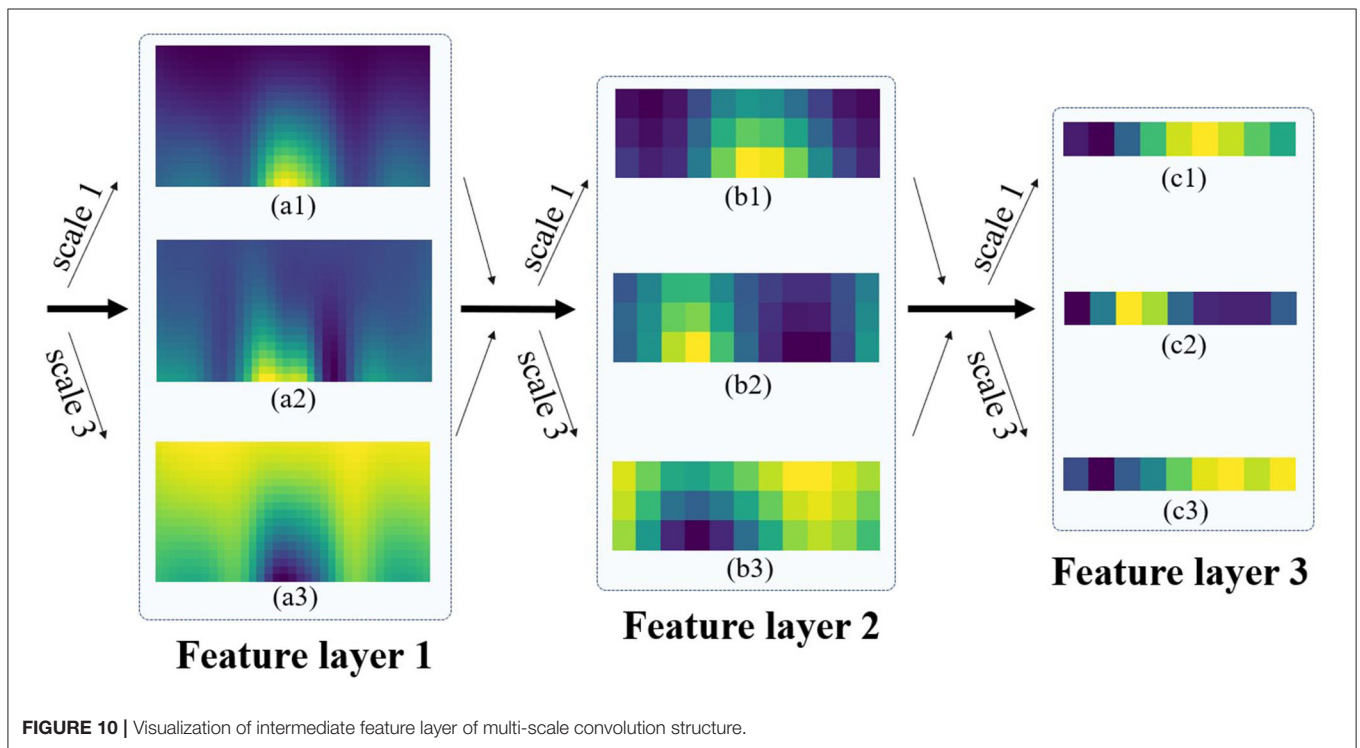 scale 1
scale 3
(a1)
(a2)
(a3)
Feature layer 1
scale 1
scale 3
(b1)
(b2)
(b3)
Feature layer 2
scale 1
scale 3
(c1)
(c2)
(c3)
Feature layer 3
FIGURE 10 | Visualization of intermediate feature layer of multi-scale convolution structure.